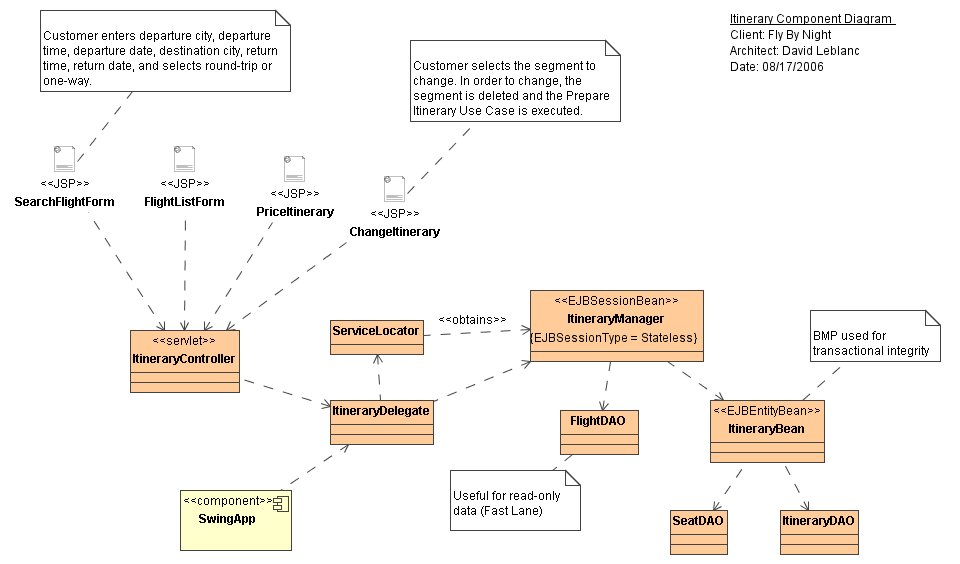 Itinerary Component Diagram
Client: Fly By Night
Architect: David Leblanc
Date: 08/17/2006
Customer enters departure city, departure
time, departure date, destination city, return
time, return date, and selects round-trip or
one-way.
Customer selects the segment to
change. In order to change, the
segment is deleted and the Prepare
Itinerary Use Case is executed.
<<JSP>>
SearchFlightForm
<<JSP>>
FlightListForm
<<JSP>>
PriceItinerary
<<JSP>>
ChangeItinerary
<<servlet>>
ItineraryController
ServiceLocator
<<obtains>>
<<EJBSessionBean>>
ItineraryManager
{EJBSessionType = Stateless}
BMP used for
transactional integrity
ItineraryDelegate
FlightDAO
<<EJBEntityBean>>
ItineraryBean
Useful for read-only
data (Fast Lane)
<<component>>
SwingApp
SeatDAO
ItineraryDAO